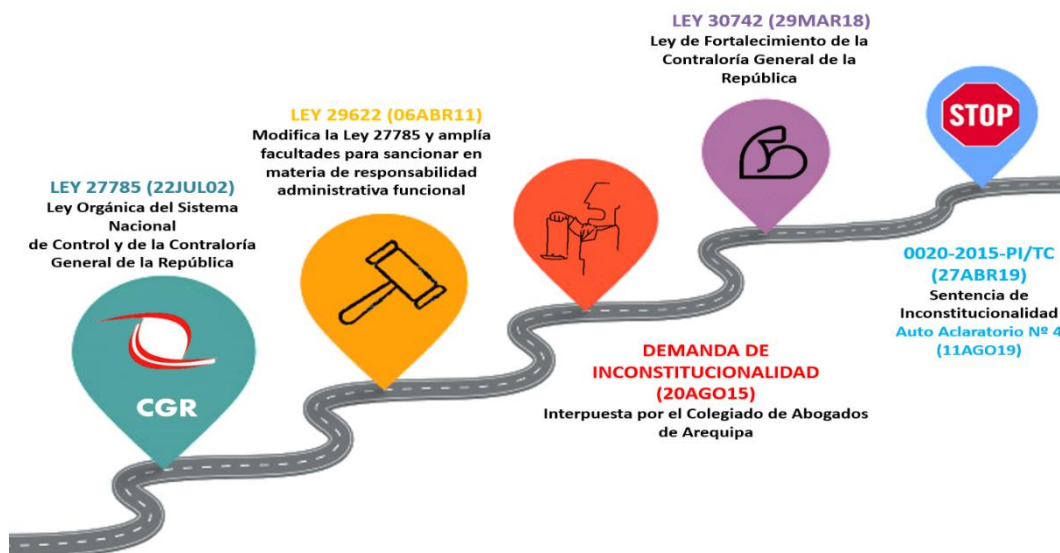 LEY 27785 (22JUL02)
Ley Orgánica del Sistema
Nacional
de Control y de la Contraloría
General de la República
CGR
LEY 29622 (06ABR11)
Modifica la Ley 27785 y amplía
facultades para sancionar en
materia de responsabilidad
administrativa funcional
DEMANDA DE
INCONSTITUCIONALIDAD
(20AGO15)
Interpuesta por el Colegiado de Abogados
de Arequipa
LEY 30742 (29MAR18)
Ley de Fortalecimiento de la
Contraloría General de la
República
STOP
0020-2015-PI/TC
(27ABR19)
Sentencia de
Inconstitucionalidad
Auto Aclaratorio Nº 4
(11AGO19)